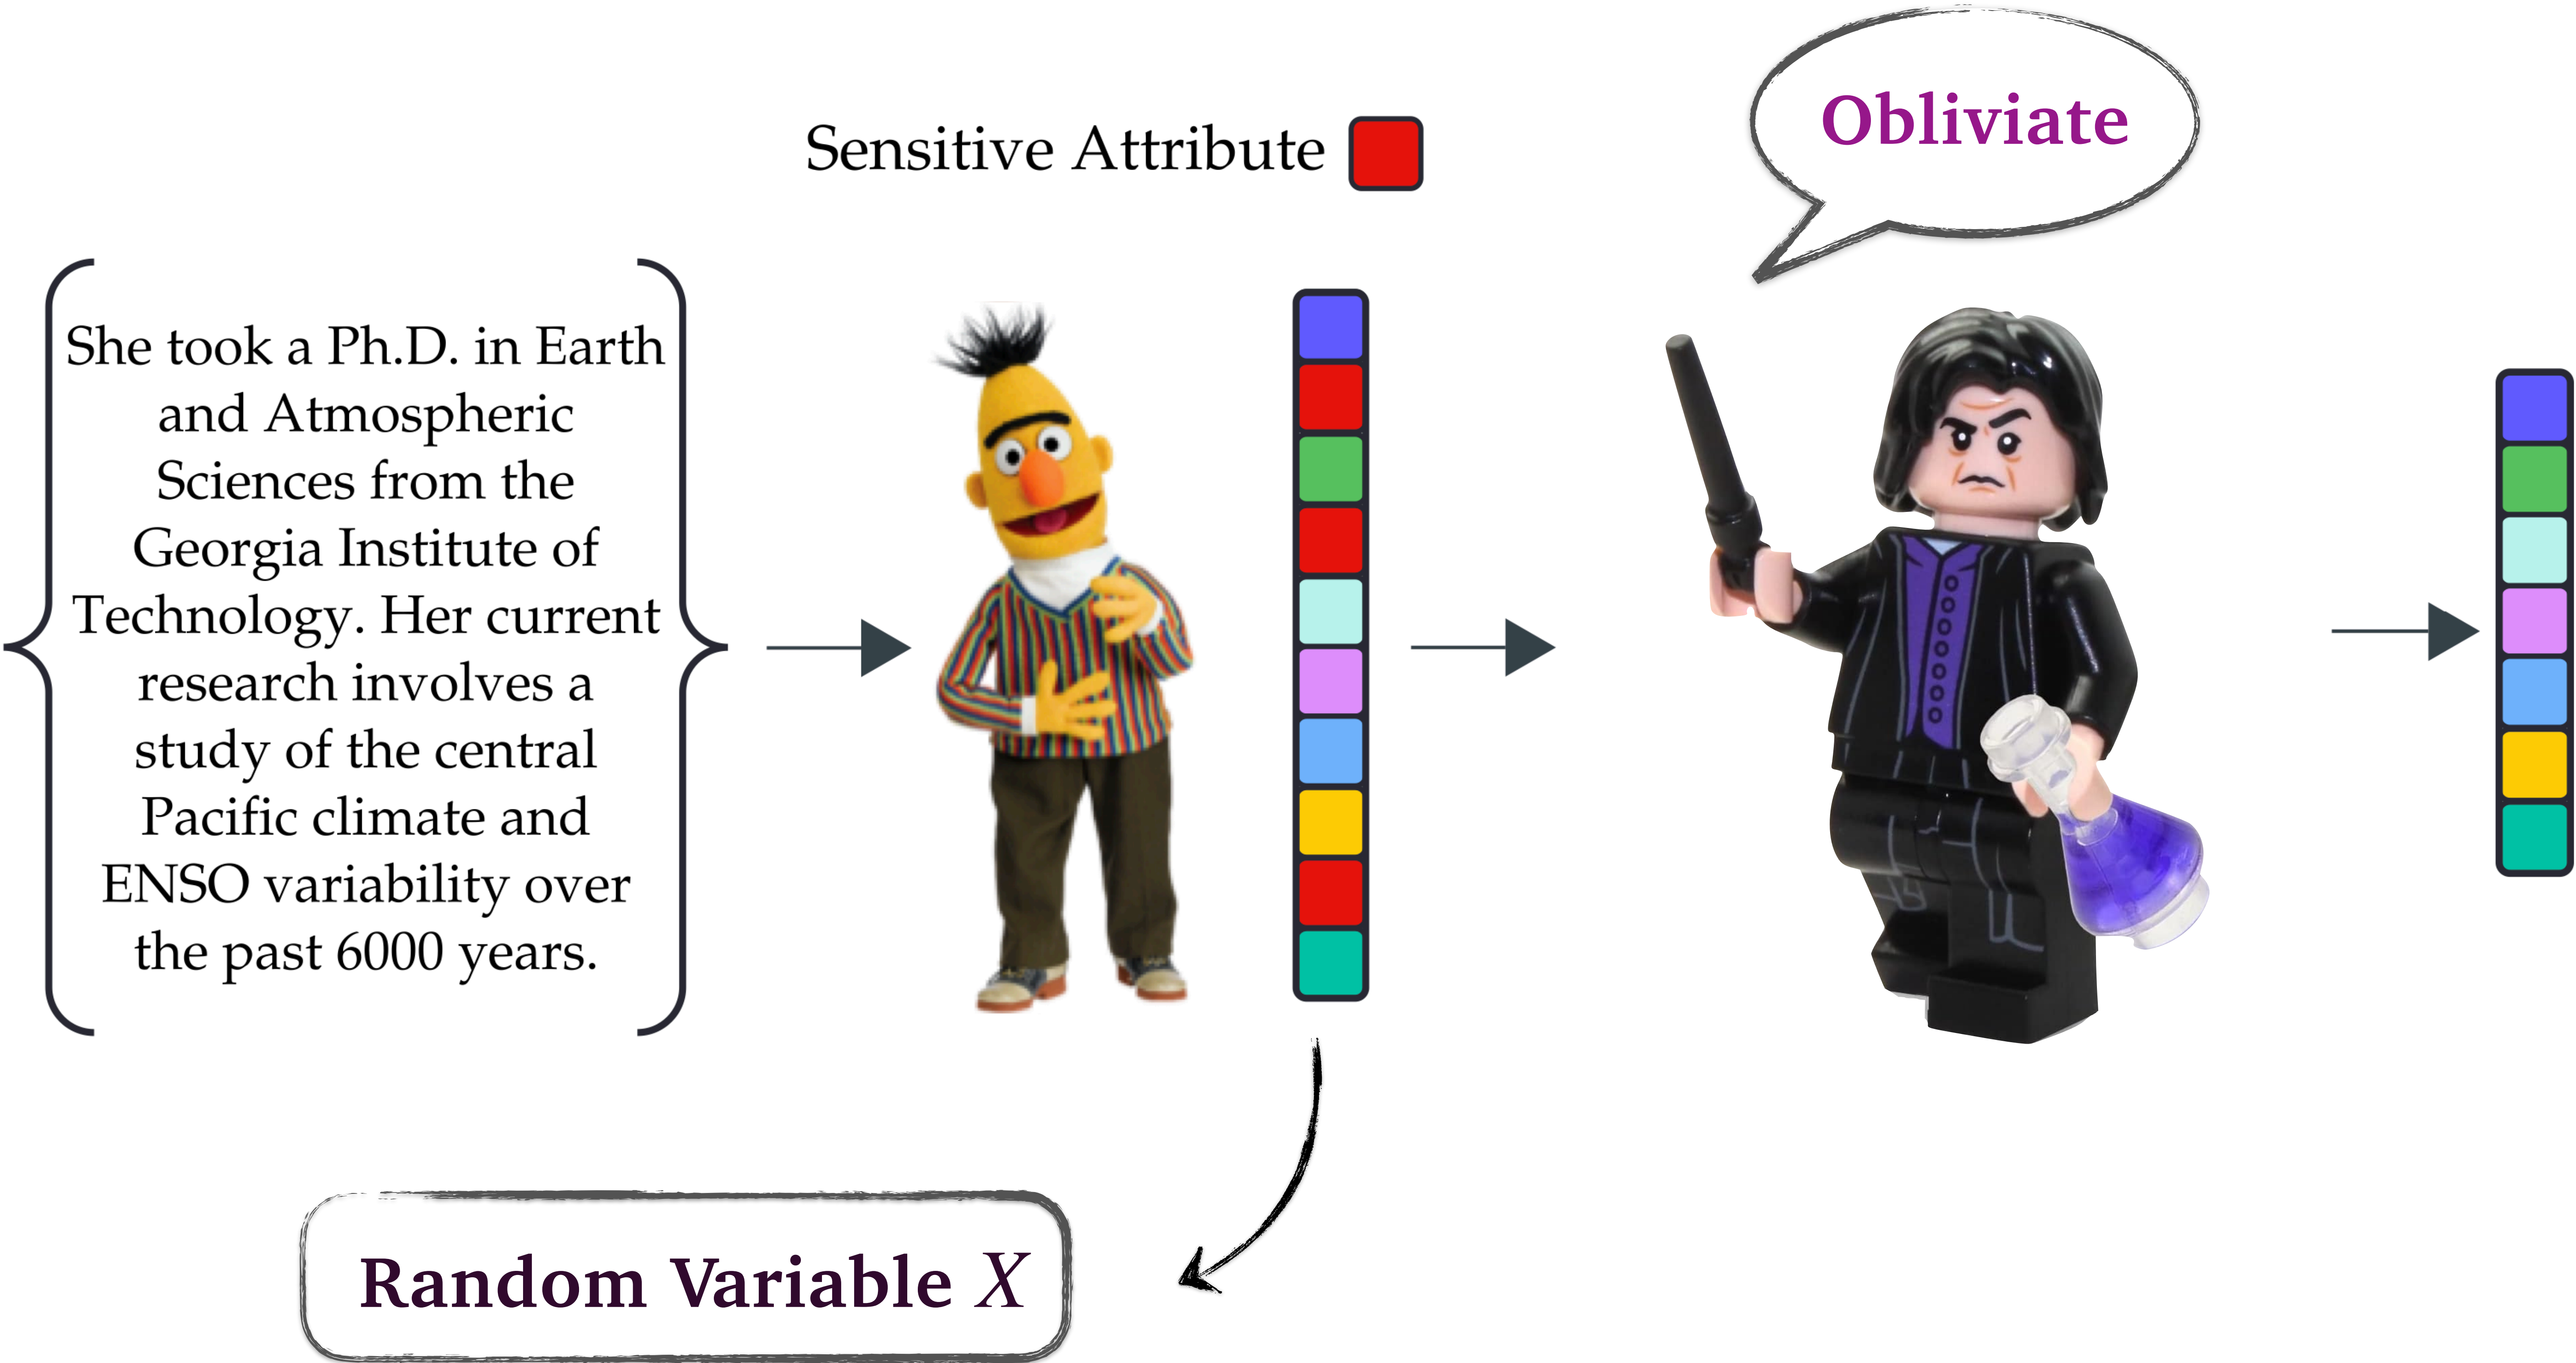 Sensitive Attribute
Obliviate
She took a Ph.D. in Earth
and Atmospheric
Sciences from the
Georgia Institute of
Technology. Her current
research involves a
study of the central
Pacific climate and
ENSO variability over
the past 6000 years.
Random Variable X